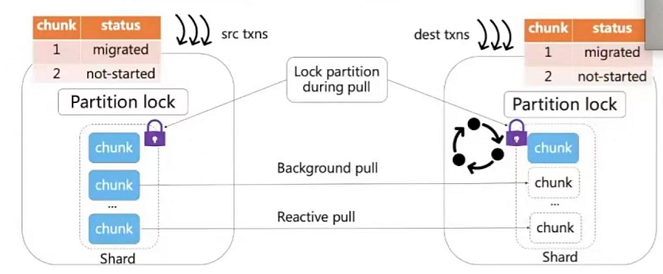 chunk status
1 migrated
2 not-started
src txns
dest txns
chunk status
1 migrated
2 not-started
Lock partition
during pull
Partition lock
Partition lock
chunk
chunk
...
chunk
Shard
Background pull
Reactive pull
chunk
chunk
...
chunk
Shard